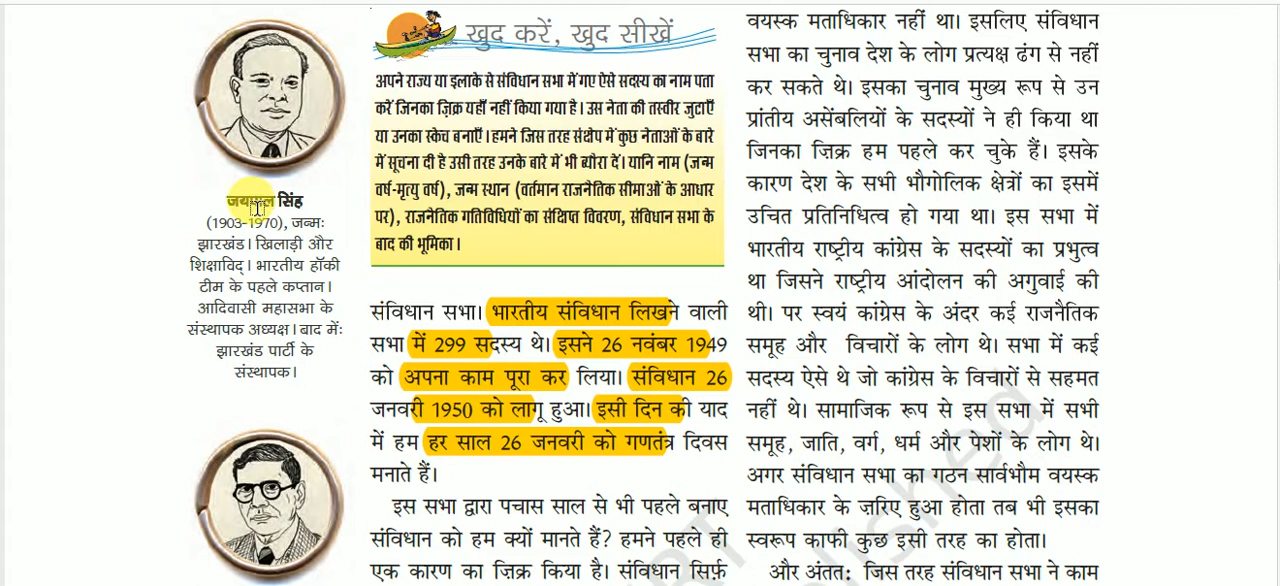 जयपाल सिंह
(1903-1970), जन्मः
झारखंड। खिलाड़ी और
शिक्षाविद्। भारतीय हॉकी
टीम के पहले कप्तान।
आदिवासी महासभा के
संस्थापक अध्यक्ष। बाद में:
झारखंड पार्टी के
संस्थापक।
खुद करें, खुद सीखें
अपने राज्य या इलाके से संविधान सभा में गए ऐसे सदस्य का नाम पता
करें जिनका ज़िक्र यहाँ नहीं किया गया है। उस नेता की तस्वीर जुटाएँ
या उनका स्केच बनाएँ। हमने जिस तरह संक्षेप में कुछ नेताओं के बारे
में सूचना दी है उसी तरह उनके बारे में भी ब्यौरा दें। यानि नाम (जन्म
वर्ष-मृत्यु वर्ष), जन्म स्थान (वर्तमान राजनैतिक सीमाओं के आधार
पर), राजनैतिक गतिविधियों का संक्षिप्त विवरण, संविधान सभा के
बाद की भूमिका।
संविधान सभा। भारतीय संविधान लिखने वाली
सभा में 299 सदस्य थे। इसने 26 नवंबर 1949
को अपना काम पूरा कर लिया। संविधान 26
जनवरी 1950 को लागू हुआ। इसी दिन की याद
में हम हर साल 26 जनवरी को गणतंत्र दिवस
मनाते हैं।
इस सभा द्वारा पचास साल से भी पहले बनाए
संविधान को हम क्यों मानते हैं? हमने पहले ही
एक कारण का ज़िक्र किया है। संविधान सिर्फ़
वयस्क मताधिकार नहीं था। इसलिए संविधान
सभा का चुनाव देश के लोग प्रत्यक्ष ढंग से नहीं
कर सकते थे। इसका चुनाव मुख्य रूप से उन
प्रांतीय असेंबलियों के सदस्यों ने ही किया था
जिनका ज़िक्र हम पहले कर चुके हैं। इसके
कारण देश के सभी भौगोलिक क्षेत्रों का इसमें
उचित प्रतिनिधित्व हो गया था। इस सभा में
भारतीय राष्ट्रीय कांग्रेस के सदस्यों का प्रभुत्व
था जिसने राष्ट्रीय आंदोलन की अगुवाई की
थी। पर स्वयं कांग्रेस के अंदर कई राजनैतिक
समूह और विचारों के लोग थे। सभा में कई
सदस्य ऐसे थे जो कांग्रेस के विचारों से सहमत
नहीं थे। सामाजिक रूप से इस सभा में सभी
समूह, जाति, वर्ग, धर्म और पेशों के लोग थे।
अगर संविधान सभा का गठन सार्वभौम वयस्क
मताधिकार के ज़रिए हुआ होता तब भी इसका
स्वरूप काफी कुछ इसी तरह का होता।
और अंततः जिस तरह संविधान सभा ने काम